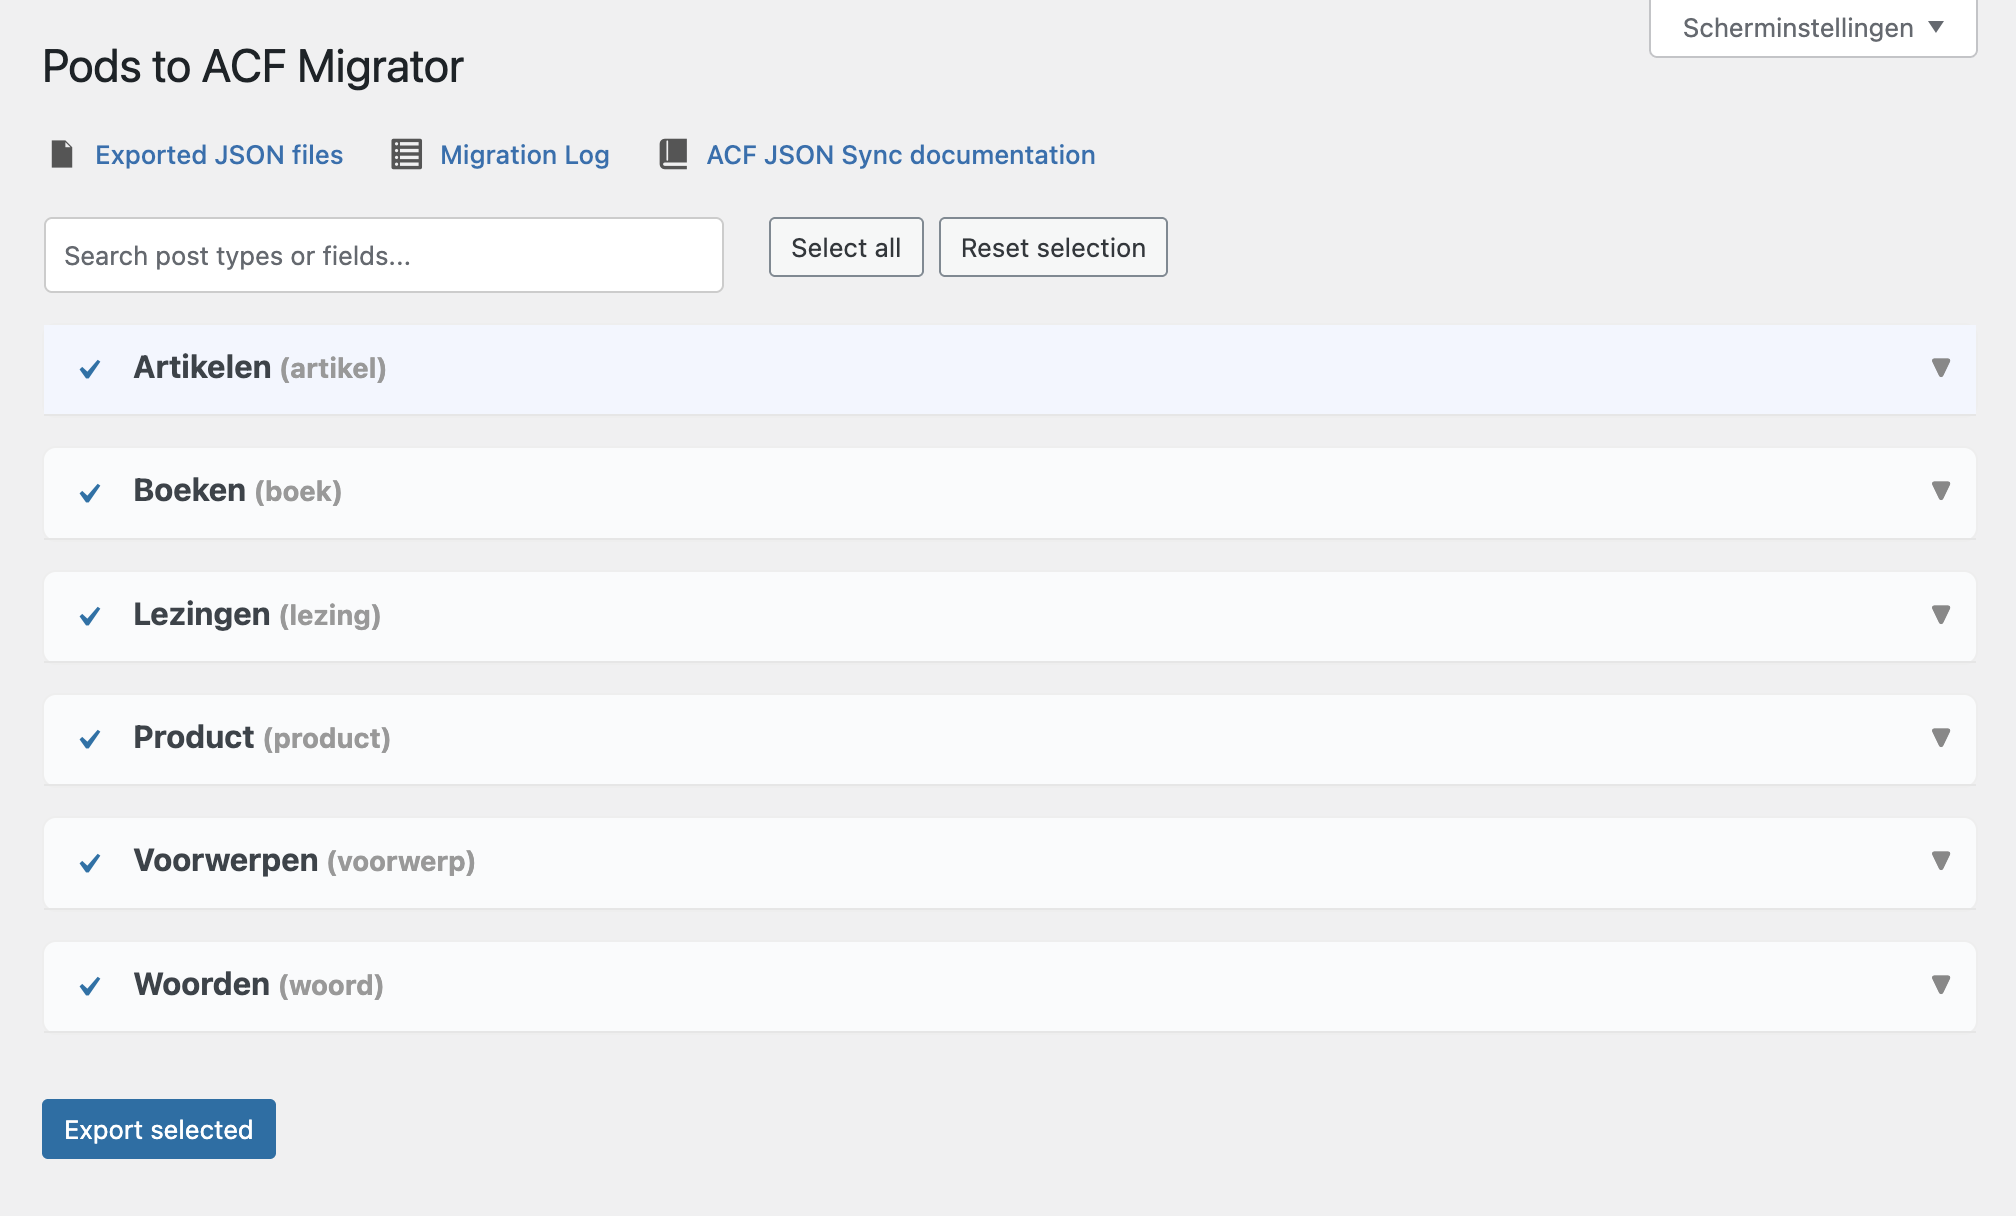 Scherminstellingen
Pods to ACF Migrator
Exported JSON files Migration Log ACF JSON Sync documentation
Search post types or fields... Select all Reset selection
Artikelen (artikel)
Boeken (boek)
Lezingen (lezing)
Product (product)
Voorwerpen (voorwerp)
Woorden (woord)
Export selected